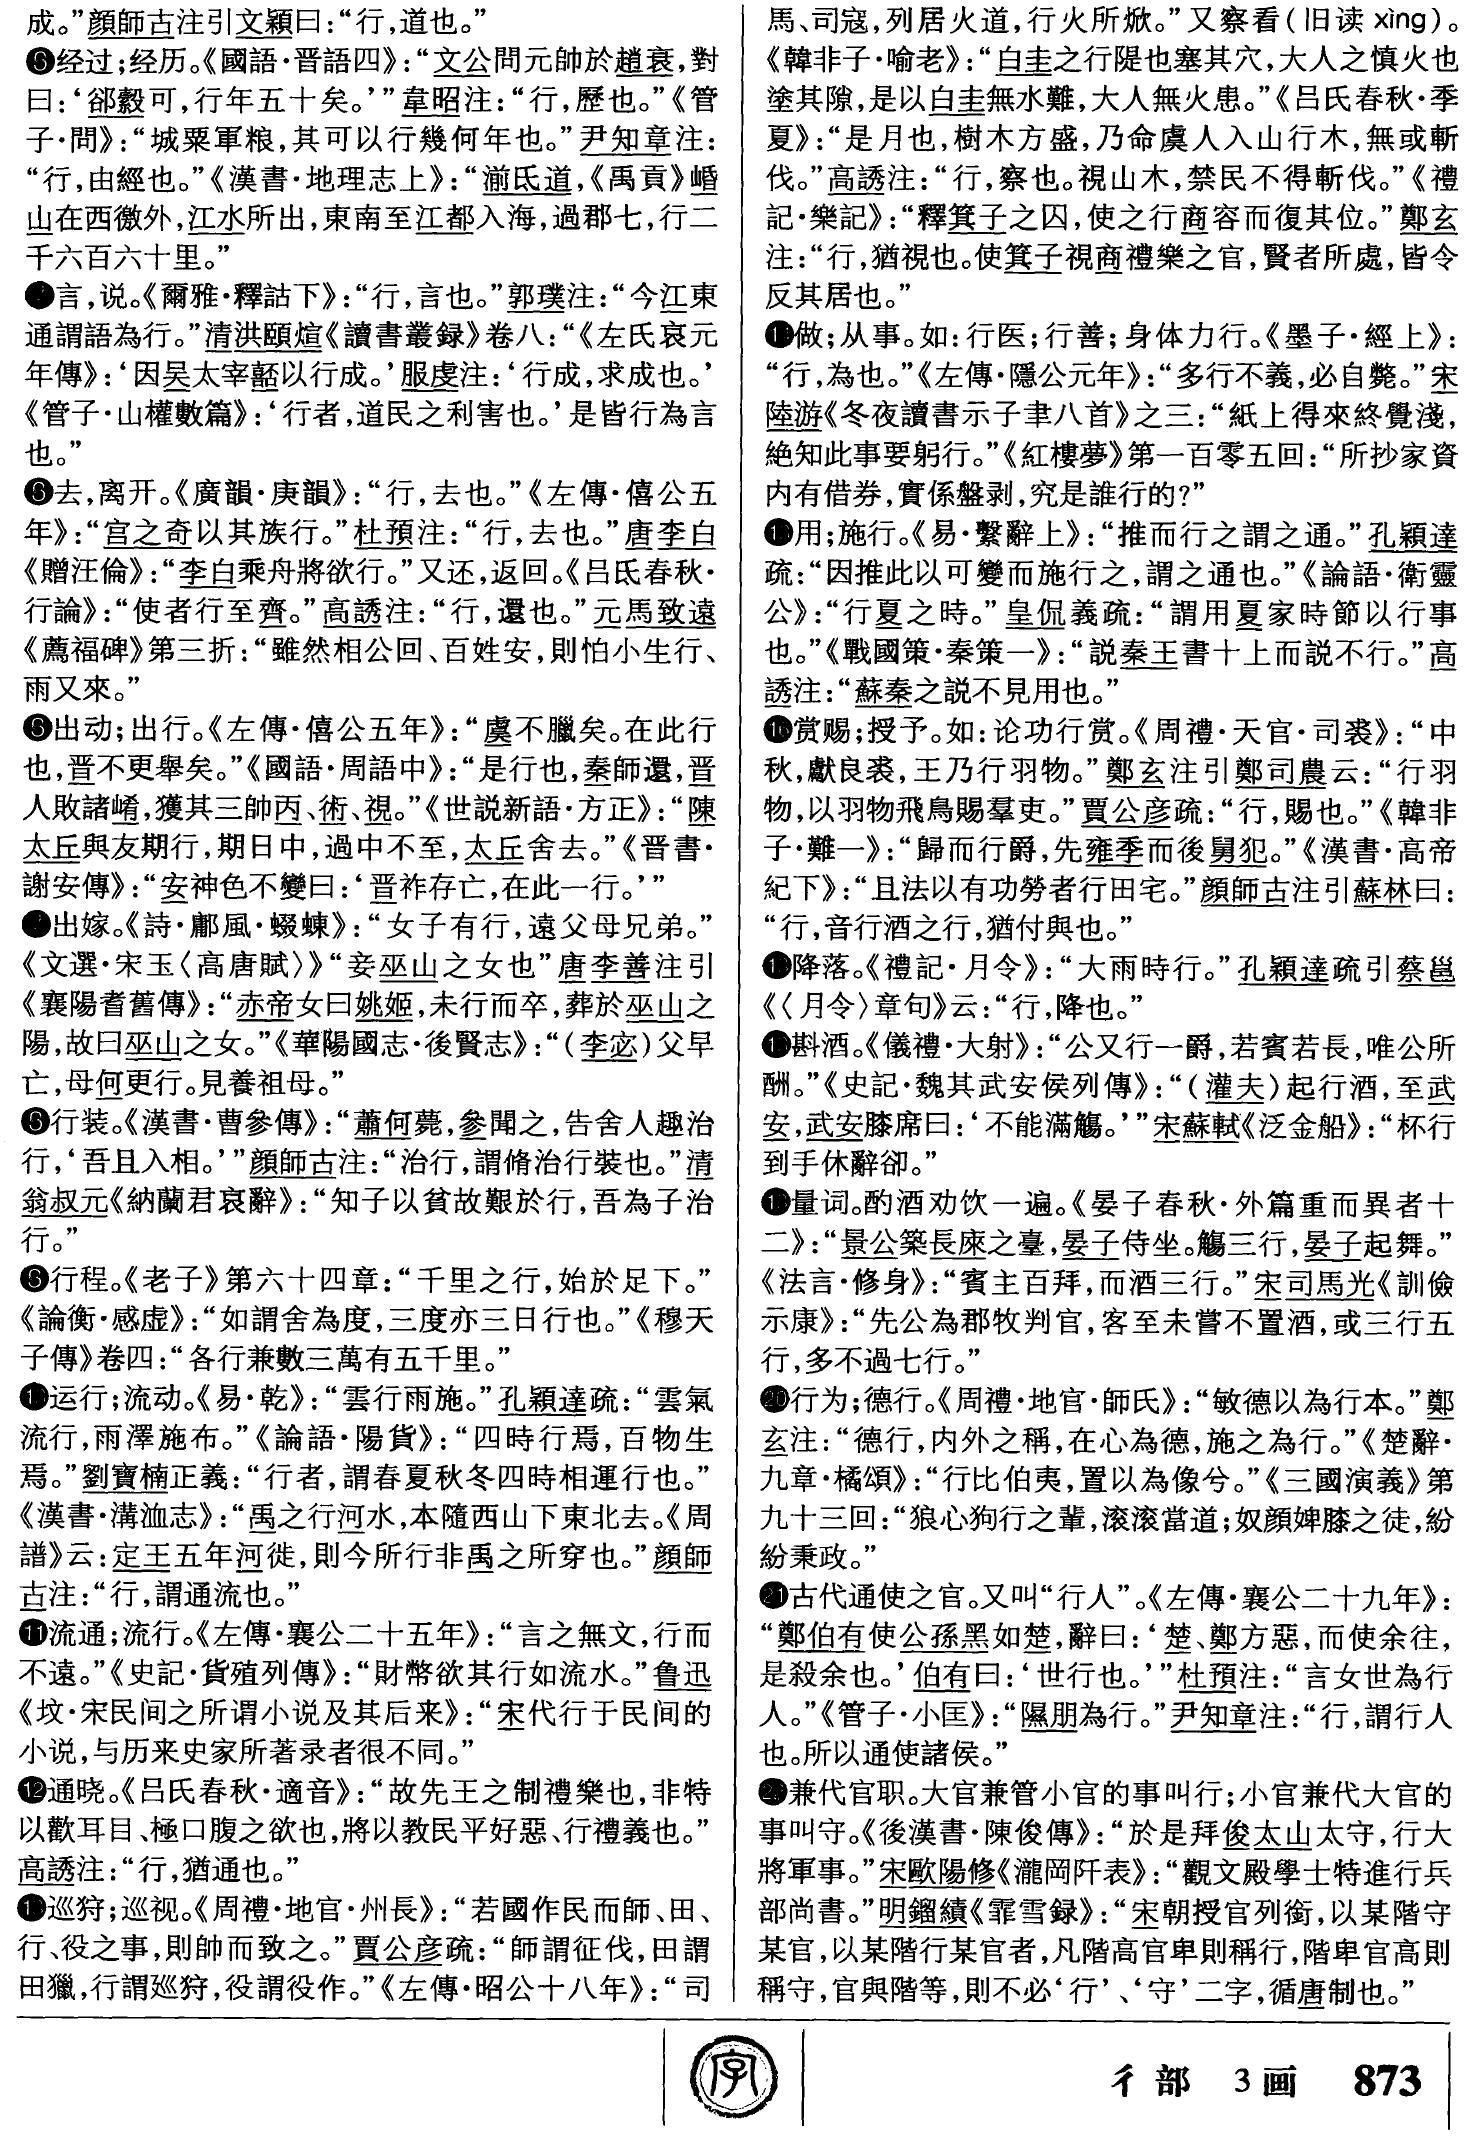 成。”顔師古注引文穎曰：“行，道也。”
❺经过；经历。《國語·晋語四》：“文公問元帥於趙衰，對
曰：‘郤縠可，行年五十矣。’”韋昭注：“行，歷也。”《管
子·問》：“城粟軍粮，其可以行幾何年也。”尹知章注：
“行，由經也。”《漢書·地理志上》：“湔氐道，《禹貢》崏
山在西徼外，江水所出，東南至江都入海，過郡七，行二
千六百六十里。”
言，说。《爾雅·釋詁下》：“行，言也。”郭璞注：“今江東
通謂語為行。”清洪頤煊《讀書叢録》卷八：“《左氏哀元
年傳》：‘因吴太宰嚭以行成。’服虔注：‘行成，求成也。’
《管子·山權數篇》：‘行者，道民之利害也。’是皆行為言
也。”
去，离开。《廣韻·庚韻》：“行，去也。”《左傳·僖公五
年》：“宫之奇以其族行。”杜預注：“行，去也。”唐李白
《贈汪倫》：“李白乘舟將欲行。”又还，返回。《吕氏春秋·
行論》：“使者行至齊。”高誘注：“行，還也。”元馬致遠
《薦福碑》第三折：“雖然相公回、百姓安，則怕小生行、
雨又來。”
出动；出行。《左傳·僖公五年》：“虞不臘矣。在此行
也，晋不更舉矣。”《國語·周語中》：“是行也，秦師還，晋
人敗諸崤，獲其三帥丙、術、視。”《世説新語·方正》：“陳
太丘與友期行，期日中，過中不至，太丘舍去。”《晋書·
謝安傳》：“安神色不變曰：‘晋祚存亡，在此一行。’”
出嫁。《詩·鄘風·蝃蝀》：“女子有行，遠父母兄弟。”
《文選·宋玉〈高唐賦〉》“妾巫山之女也”唐李善注引
《襄陽耆舊傳》：“赤帝女曰姚姬，未行而卒，葬於巫山之
陽，故曰巫山之女。”《華陽國志·後賢志》：“（李宓）父早
亡，母何更行。見養祖母。”
行装。《漢書·曹參傳》：“蕭何薨，參聞之，告舍人趣治
行，‘吾且入相。’”顔師古注：“治行，謂脩治行裝也。”清
翁叔元《納蘭君哀辭》：“知子以貧故艱於行，吾為子治
行。”
行程。《老子》第六十四章：“千里之行，始於足下。”
《論衡·感虚》：“如謂舍為度，三度亦三日行也。”《穆天
子傳》卷四：“各行兼數三萬有五千里。”
运行；流动。《易·乾》：“雲行雨施。”孔穎達疏：“雲氣
流行，雨澤施布。”《論語·陽貨》：“四時行焉，百物生
焉。”劉寶楠正義：“行者，謂春夏秋冬四時相運行也。”
《漢書·溝洫志》：“禹之行河水，本隨西山下東北去。《周
譜》云：定王五年河徙，則今所行非禹之所穿也。”顔師
古注：“行，謂通流也。”
⓫流通；流行。《左傳·襄公二十五年》：“言之無文，行而
不遠。”《史記·貨殖列傳》：“財幣欲其行如流水。”鲁迅
《坟·宋民间之所谓小说及其后来》：“宋代行于民间的
小说，与历来史家所著录者很不同。”
⓬通晓。《吕氏春秋·適音》：“故先王之制禮樂也，非特
以歡耳目、極口腹之欲也，將以教民平好惡、行禮義也。”
高誘注：“行，猶通也。”
巡狩；巡视。《周禮·地官·州長》：“若國作民而師、田、
行、役之事，則帥而致之。”賈公彦疏：“師謂征伐，田謂
田獵，行謂廵狩，役謂役作。”《左傳·昭公十八年》：“司
馬、司寇，列居火道，行火所焮。”又察看（旧读 xìng）。
《韓非子·喻老》：“白圭之行隄也塞其穴，大人之慎火也
塗其隙，是以白圭無水難，大人無火患。”《吕氏春秋·季
夏》：“是月也，樹木方盛，乃命虞人入山行木，無或斬
伐。”高誘注：“行，察也。視山木，禁民不得斬伐。”《禮
記·樂記》：“釋箕子之囚，使之行商容而復其位。”鄭玄
注：“行，猶視也。使箕子視商禮樂之官，賢者所處，皆令
反其居也。”
做；从事。如：行医；行善；身体力行。《墨子·經上》：
“行，為也。”《左傳·隱公元年》：“多行不義，必自斃。”宋
陸游《冬夜讀書示子聿八首》之三：“紙上得來終覺淺，
絶知此事要躬行。”《紅樓夢》第一百零五回：“所抄家資
内有借券，實係盤剥，究是誰行的？”
用；施行。《易·繫辭上》：“推而行之謂之通。”孔穎達
疏：“因推此以可變而施行之，謂之通也。”《論語·衛靈
公》：“行夏之時。”皇侃義疏：“謂用夏家時節以行事
也。”《戰國策·秦策一》：“説秦王書十上而説不行。”高
誘注：“蘇秦之説不見用也。”
⓰赏赐；授予。如：论功行赏。《周禮·天官·司裘》：“中
秋，獻良裘，王乃行羽物。”鄭玄注引鄭司農云：“行羽
物，以羽物飛鳥賜羣吏。”賈公彦疏：“行，賜也。”《韓非
子·難一》：“歸而行爵，先雍季而後舅犯。”《漢書·高帝
紀下》：“且法以有功勞者行田宅。”顔師古注引蘇林曰：
“行，音行酒之行，猶付與也。”
降落。《禮記·月令》：“大雨時行。”孔穎達疏引蔡邕
《〈月令〉章句》云：“行，降也。”
斟酒。《儀禮·大射》：“公又行一爵，若賓若長，唯公所
酬。”《史記·魏其武安侯列傳》：“（灌夫）起行酒，至武
安，武安膝席曰：‘不能滿觴。’”宋蘇軾《泛金船》：“杯行
到手休辭卻。”
量词。酌酒劝饮一遍。《晏子春秋·外篇重而異者十
二》：“景公築長庲之臺，晏子侍坐。觴三行，晏子起舞。”
《法言·修身》：“賓主百拜，而酒三行。”宋司馬光《訓儉
示康》：“先公為郡牧判官，客至未嘗不置酒，或三行五
行，多不過七行。”
⓴行为；德行。《周禮·地官·師氏》：“敏德以為行本。”鄭
玄注：“德行，内外之稱，在心為德，施之為行。”《楚辭·
九章·橘頌》：“行比伯夷，置以為像兮。”《三國演義》第
九十三回：“狼心狗行之輩，滚滚當道；奴顔婢膝之徒，紛
紛秉政。”
㉑古代通使之官。又叫“行人”。《左傳·襄公二十九年》：
“鄭伯有使公孫黑如楚，辭曰：‘楚、鄭方惡，而使余往，
是殺余也。’伯有曰：‘世行也。’”杜預注：“言女世為行
人。”《管子·小匡》：“隰朋為行。”尹知章注：“行，謂行人
也。所以通使諸侯。”
兼代官职。大官兼管小官的事叫行；小官兼代大官的
事叫守。《後漢書·陳俊傳》：“於是拜俊太山太守，行大
將軍事。”宋歐陽修《瀧岡阡表》：“觀文殿學士特進行兵
部尚書。”明鎦績《霏雪録》：“宋朝授官列銜，以某階守
某官，以某階行某官者，凡階高官卑則稱行，階卑官高則
稱守，官與階等，則不必‘行’、‘守’二字，循唐制也。”
字
彳部 3画 873